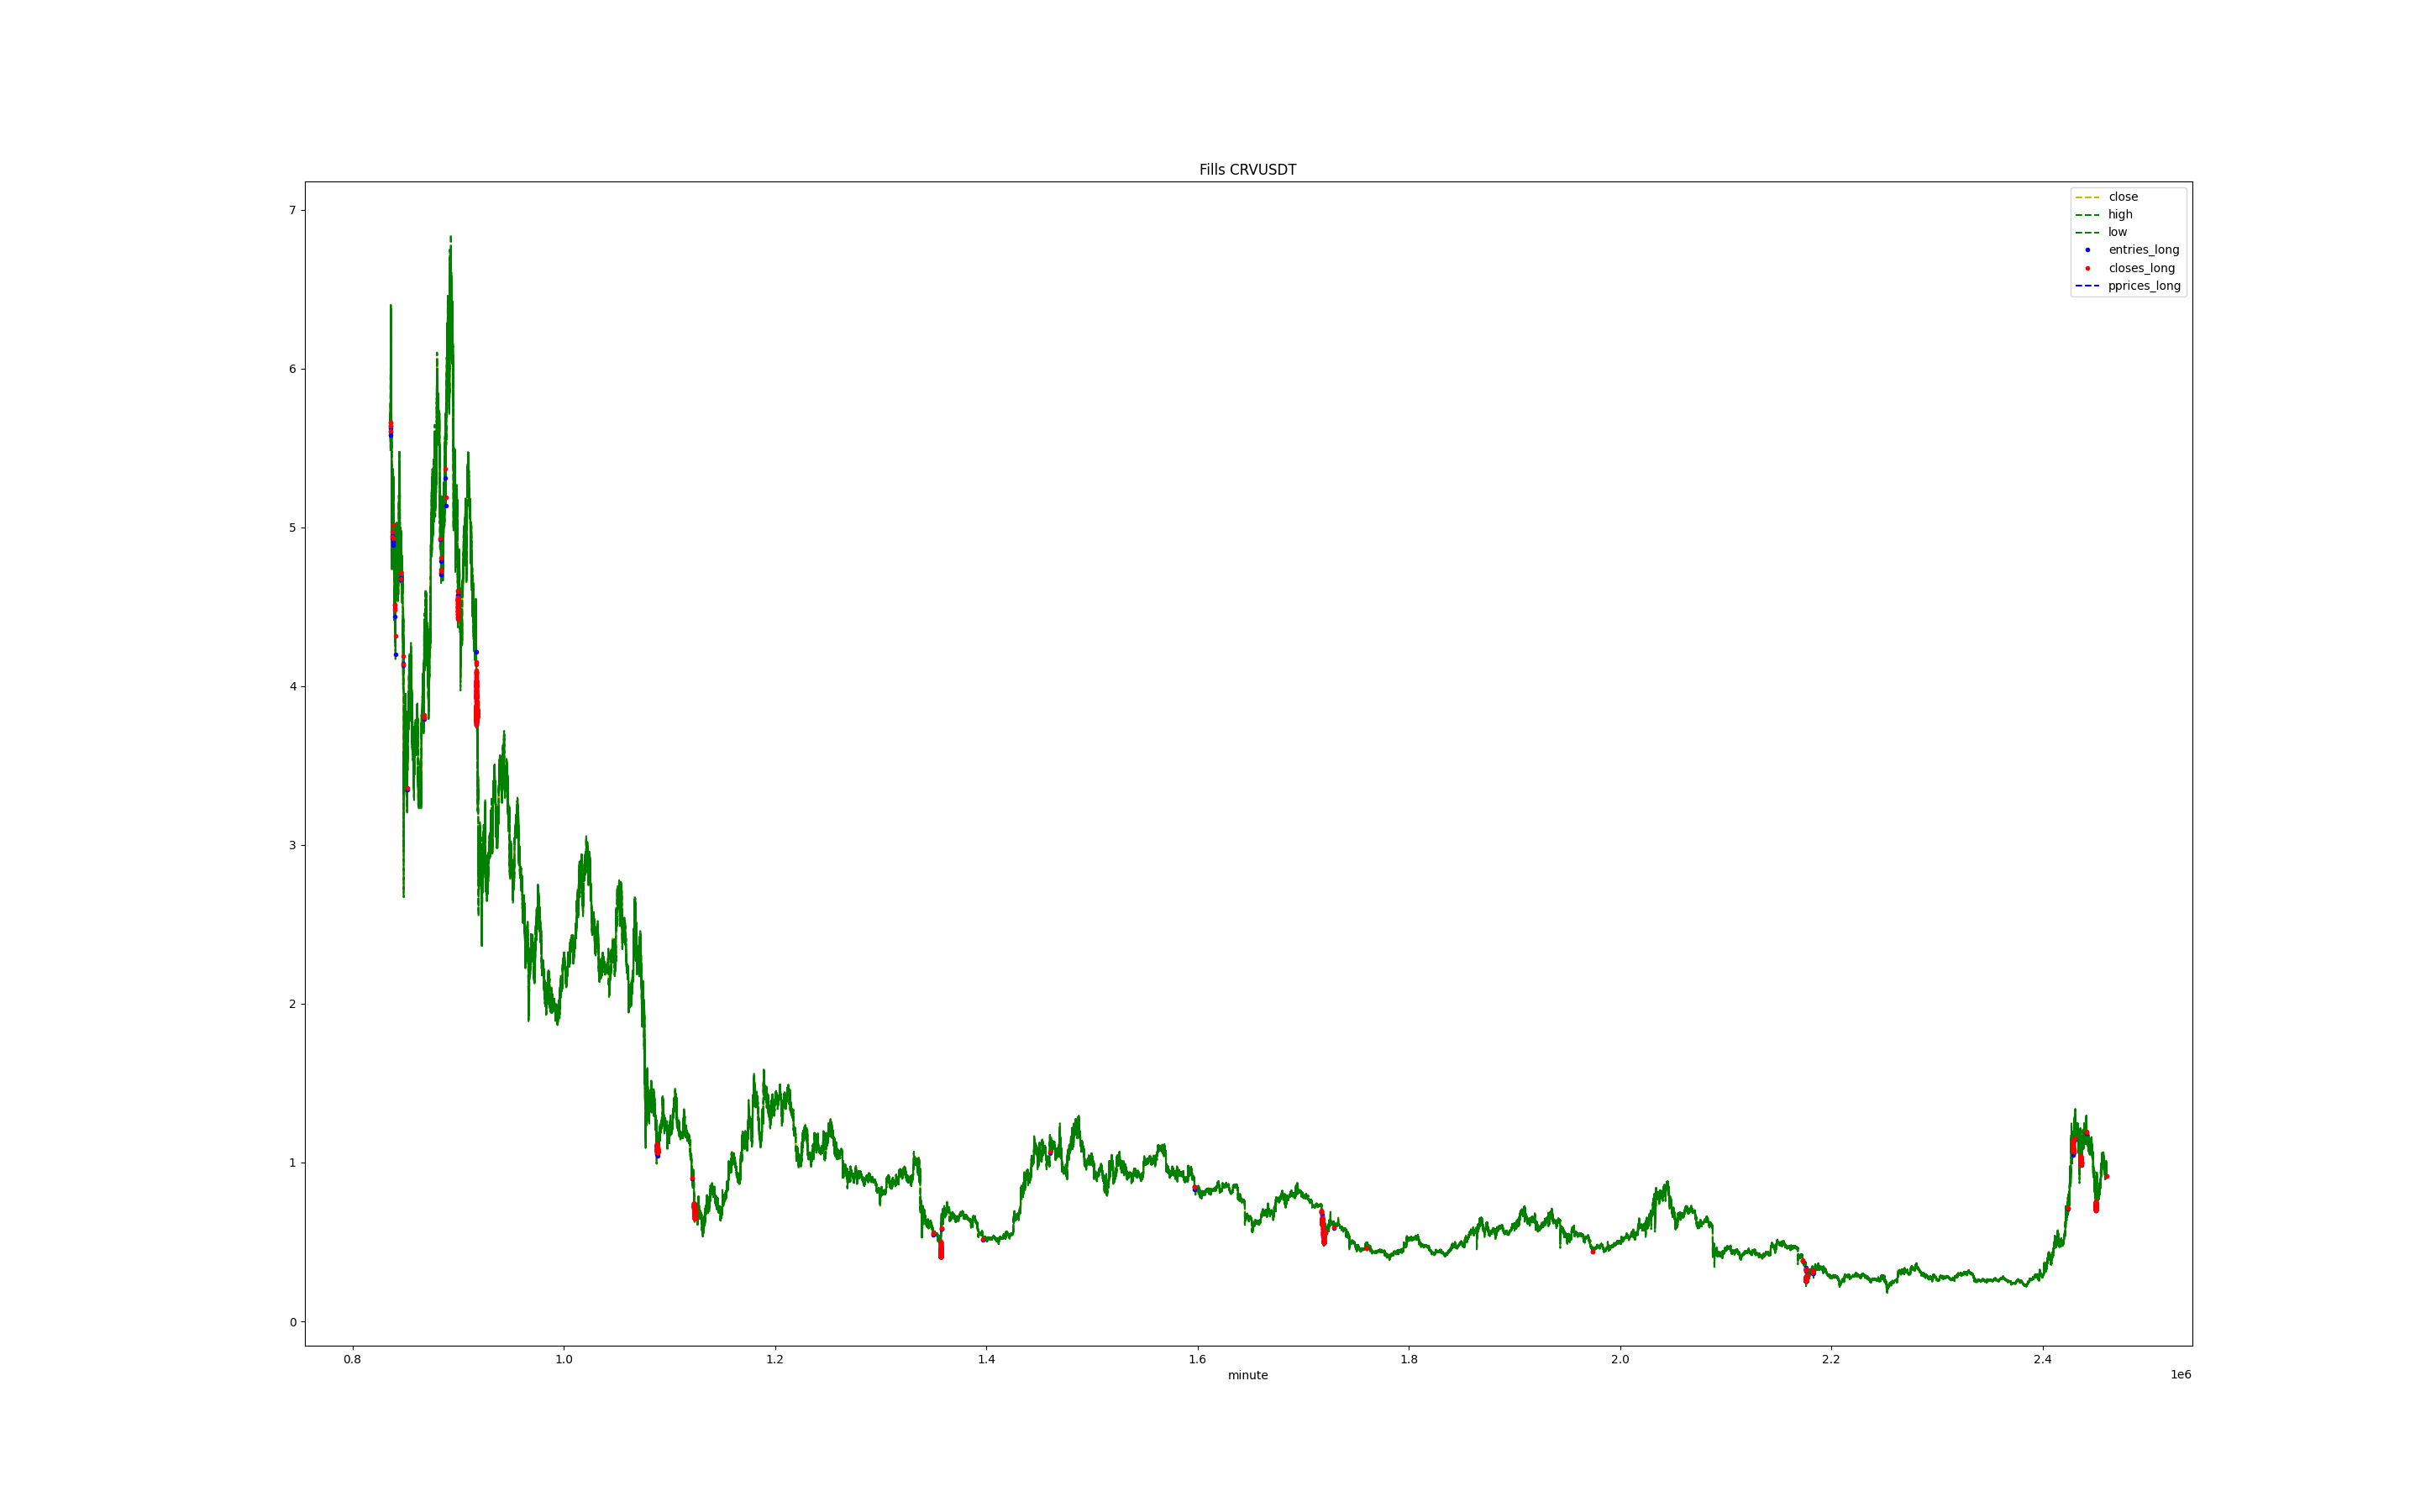 Fills CRVUSDT
close
high
low
entries_long
closes_long
pprices_long
7
6
5
4
3
2
1
0
0.8 1.0 1.2 1.4 1.6 1.8 2.0 2.2 2.4
minute
1e6